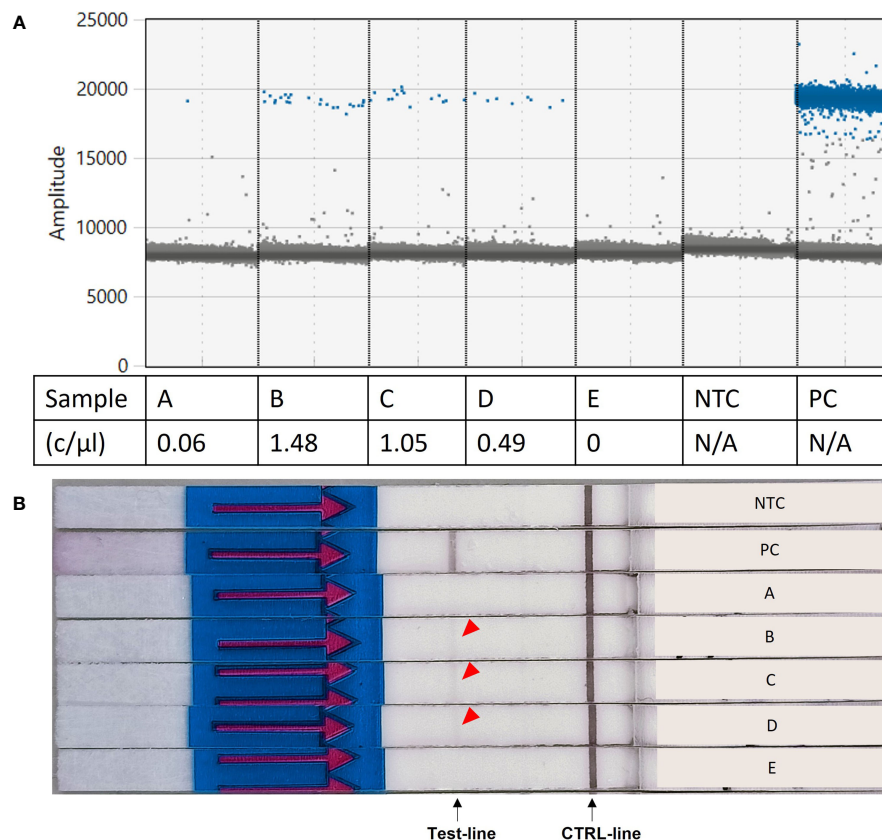 A
25000
20000
15000
10000
5000
0
Amplitude
Sample A B C D E NTC PC
(c/µl) 0.06 1.48 1.05 0.49 0 N/A N/A
B
NTC
PC
A
B
C
D
E
Test-line CTRL-line